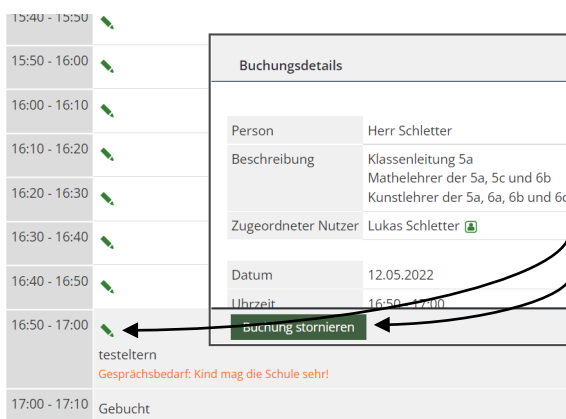 15:40 - 15:50
15:50 - 16:00
16:00 - 16:10
16:10 - 16:20
16:20 - 16:30
16:30 - 16:40
16:40 - 16:50
16:50 - 17:00
testeltern
Gesprächsbedarf: Kind mag die Schule sehr!
17:00 - 17:10 Gebucht
Buchungsdetails
Person Herr Schletter
Beschreibung Klassenleitung 5a
Mathelehrer der 5a, 5c und 6b
Kunstlehrer der 5a, 6a, 6b und 6c
Zugeordneter Nutzer Lukas Schletter
Datum 12.05.2022
Uhrzeit 16:50 - 17:00
Buchung stornieren